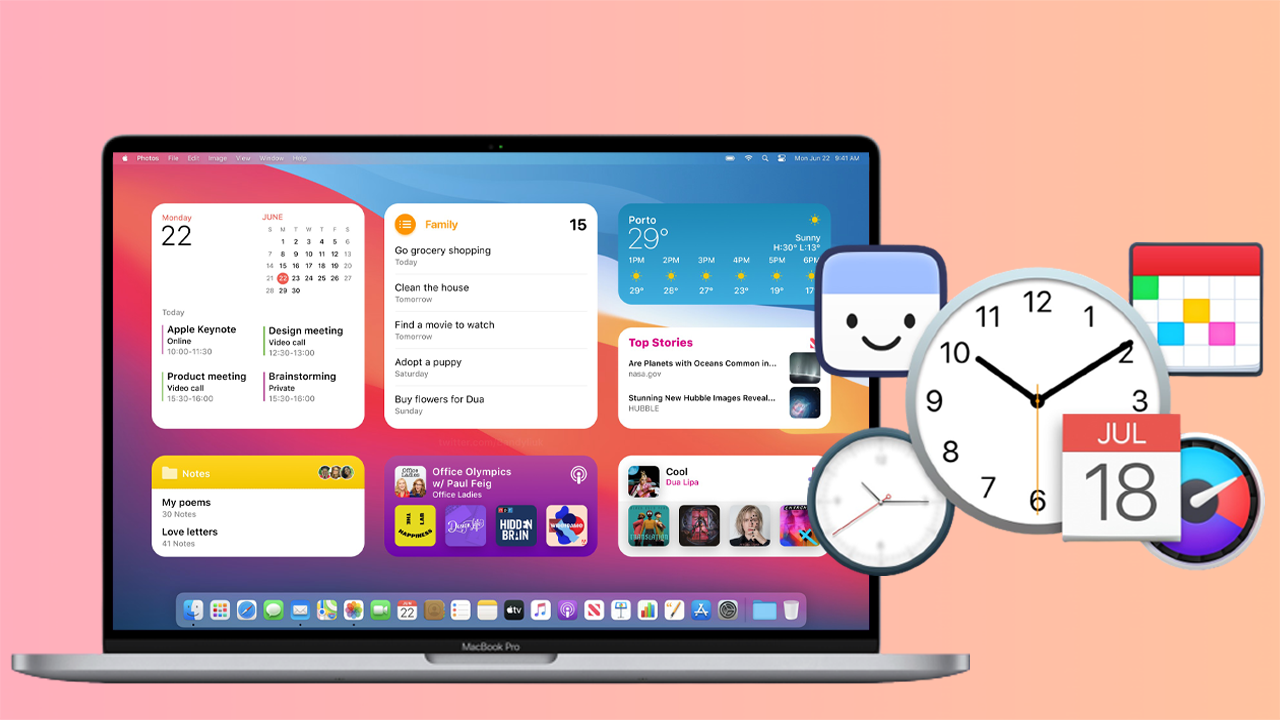 Photos File Edit Image View Window Help
Mon Jun 22 9:41 AM
Monday
22
JUNE
S M T W T F S
1 2 3 4 5 6
7 8 9 10 11 12 13
14 15 16 17 18 19 20
21 22 23 24 25 26 27
28 29 30
Today
Apple Keynote
Online
10:00-11:30
Design meeting
Video call
12:30-13:00
Product meeting
Video call
15:30-16:00
Brainstorming
Private
15:30-16:00
Family
15
Go grocery shopping
Today
Clean the house
Tomorrow
Find a movie to watch
Tomorrow
Adopt a puppy
Saturday
Buy flowers for Dua
Sunday
Porto
29°
Sunny
H:30° L:13°
1PM 2PM 3PM 4PM 5PM 6PM
29° 28° 27° 23° 19° 17
Top Stories
Are Planets with Oceans Common in...
nasa.gov
Stunning New Hubble Images Reveal...
HUBBLE
Notes
My poems
30 Notes
Love letters
41 Notes
Office Ladies
Office Olympics
w/ Paul Feig
Office Ladies
THE HAPPINESS LAB
HIDDEN BRAIN
Cool
Dua Lipa
22
tv
MacBook Pro
12
11 1
10 2
9 3
8
7 6
JUL
18